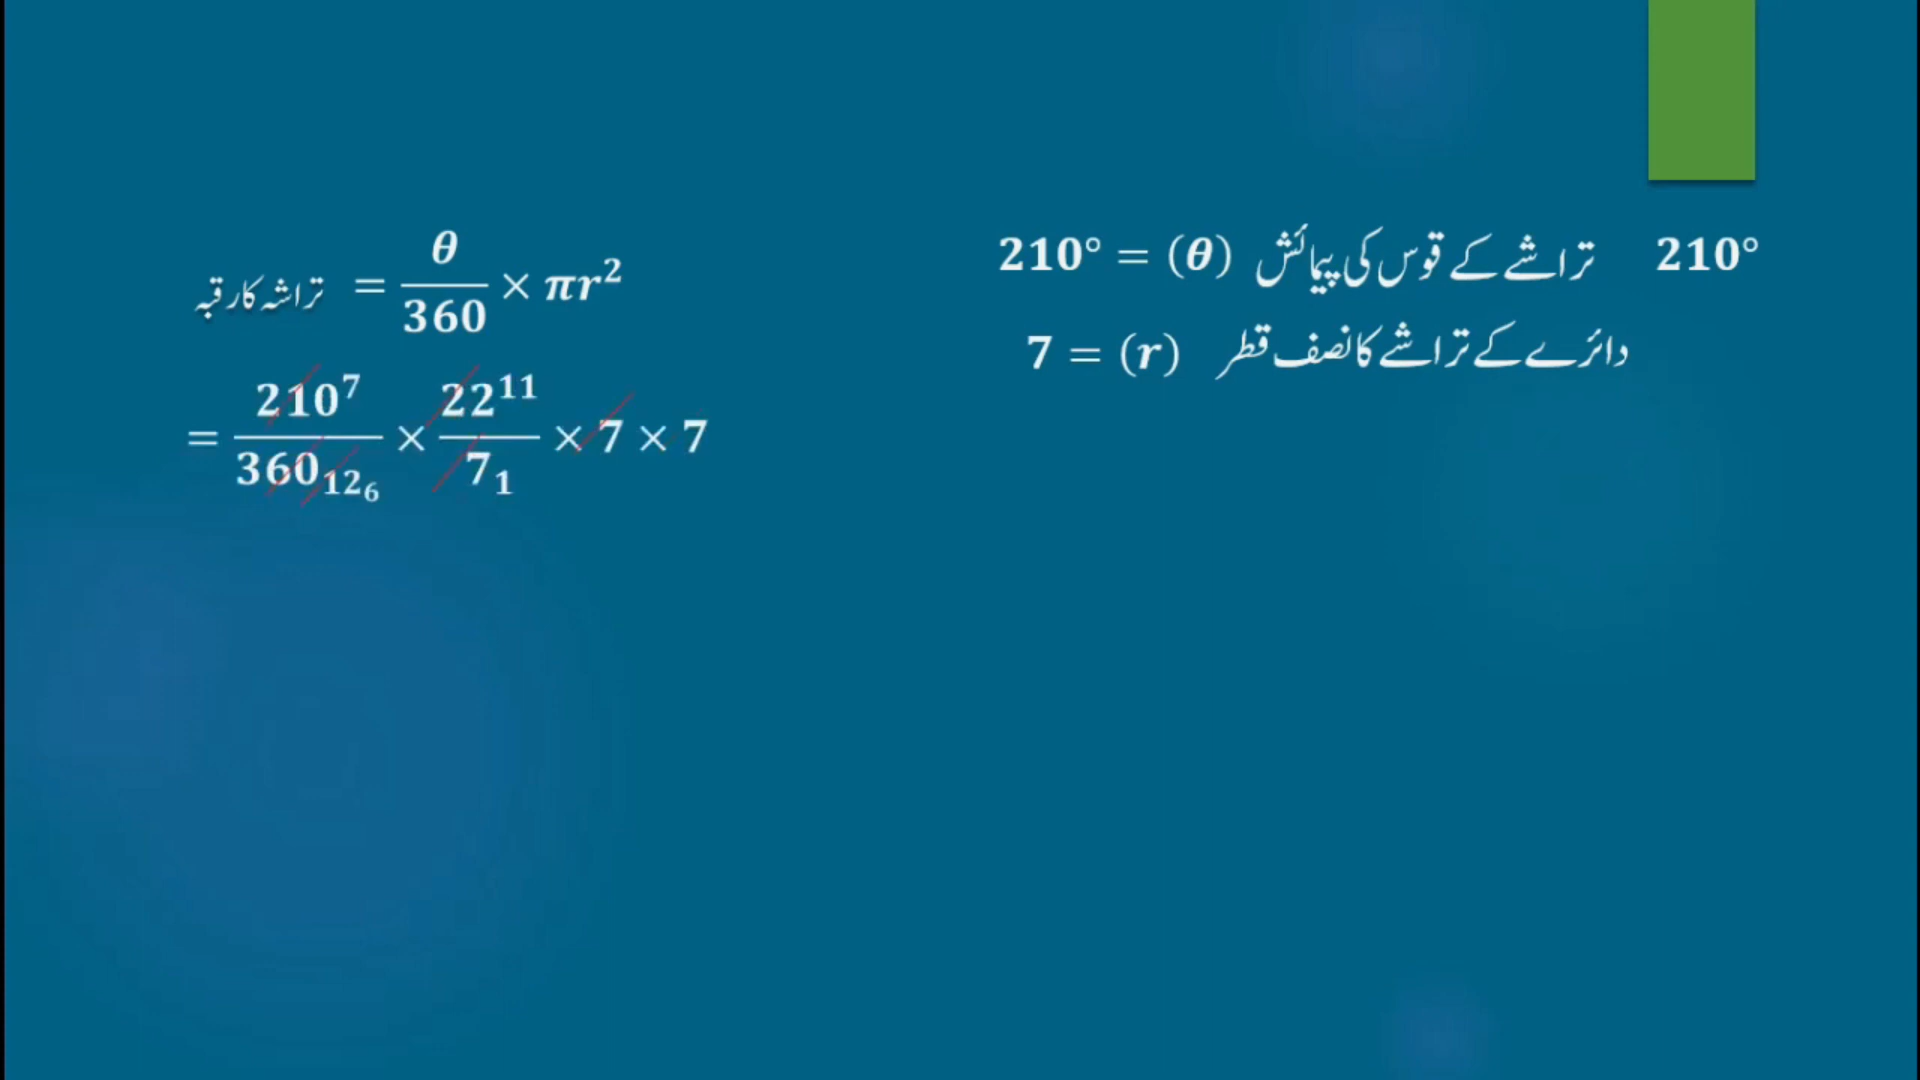 210° تراشے کے قوس کی پیمائش (θ) = 210°
دائرے کے تراشے کا نصف قطر (r) = 7
تراشہ کا رقبہ = θ/360 × πr²
= 210⁷/360₁₂₆ × 22¹¹/7₁ × 7 × 7